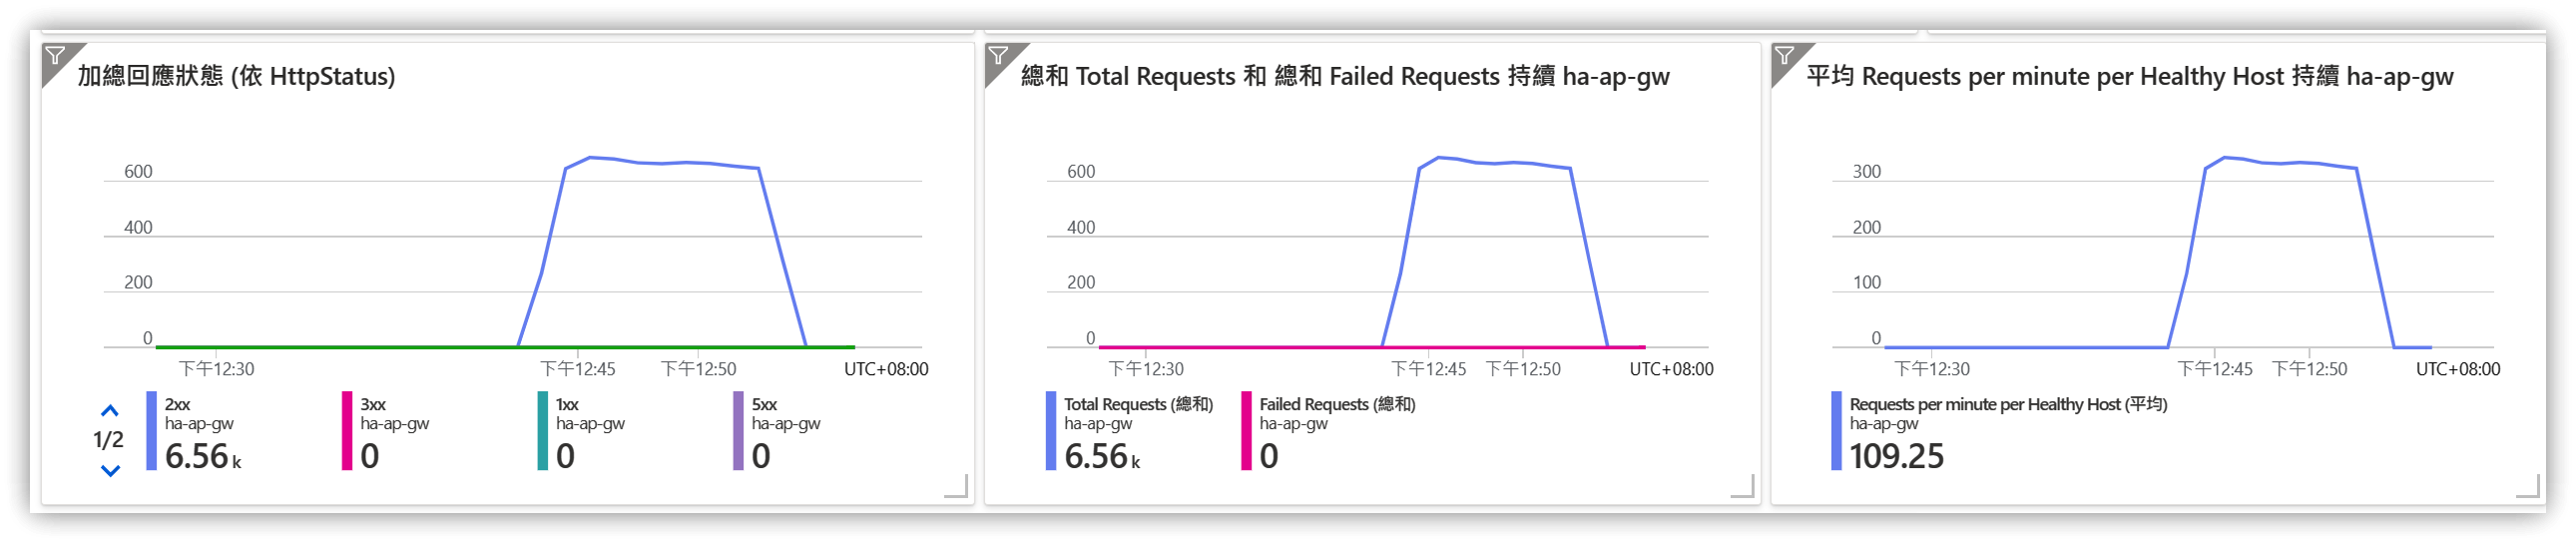 加總回應狀態 (依 HttpStatus)
600
400
200
0
下午12:30
下午12:45
下午12:50
UTC+08:00
1/2
2xx
ha-ap-gw
6.56 k
3xx
ha-ap-gw
0
1xx
ha-ap-gw
0
5xx
ha-ap-gw
0
總和 Total Requests 和 總和 Failed Requests 持續 ha-ap-gw
600
400
200
0
下午12:30
下午12:45
下午12:50
UTC+08:00
Total Requests (總和)
ha-ap-gw
6.56 k
Failed Requests (總和)
ha-ap-gw
0
平均 Requests per minute per Healthy Host 持續 ha-ap-gw
300
200
100
0
下午12:30
下午12:45
下午12:50
UTC+08:00
Requests per minute per Healthy Host (平均)
ha-ap-gw
109.25